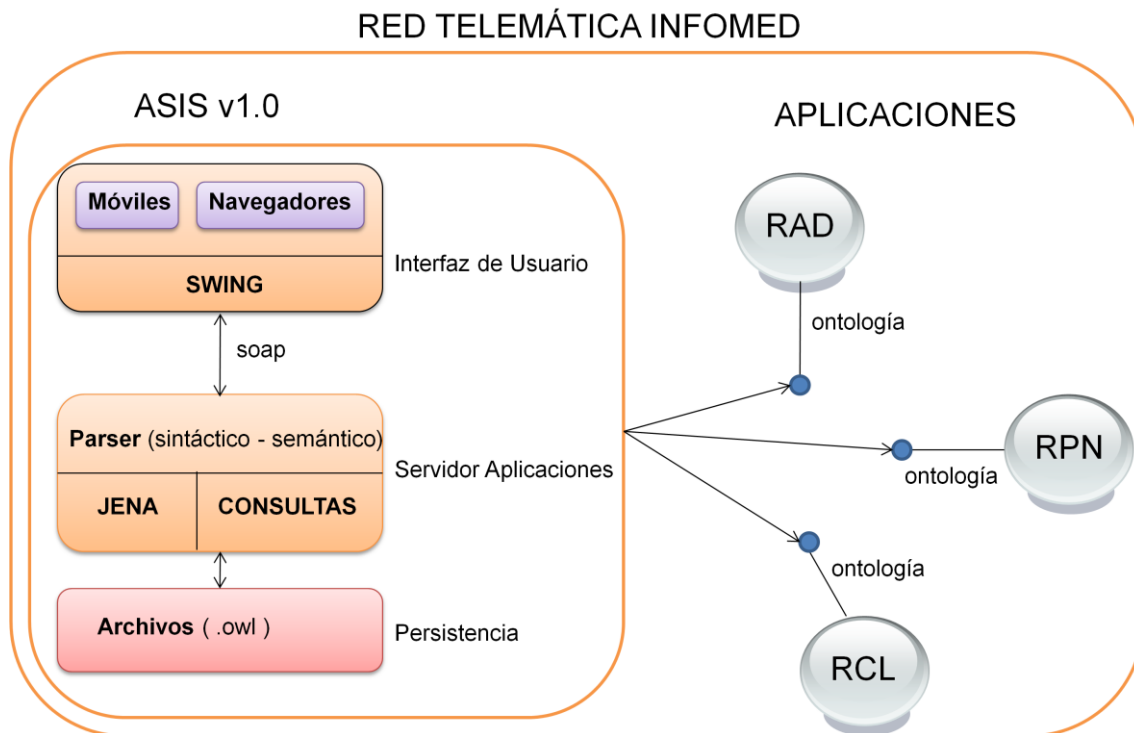 RED TELEMÁTICA INFOMED
ASIS v1.0
Móviles
Navegadores
SWING
Interfaz de Usuario
soap
Parser (sintáctico - semántico)
JENA
CONSULTAS
Servidor Aplicaciones
Archivos ( .owl )
Persistencia
APLICACIONES
RAD
ontología
RPN
ontología
ontología
RCL